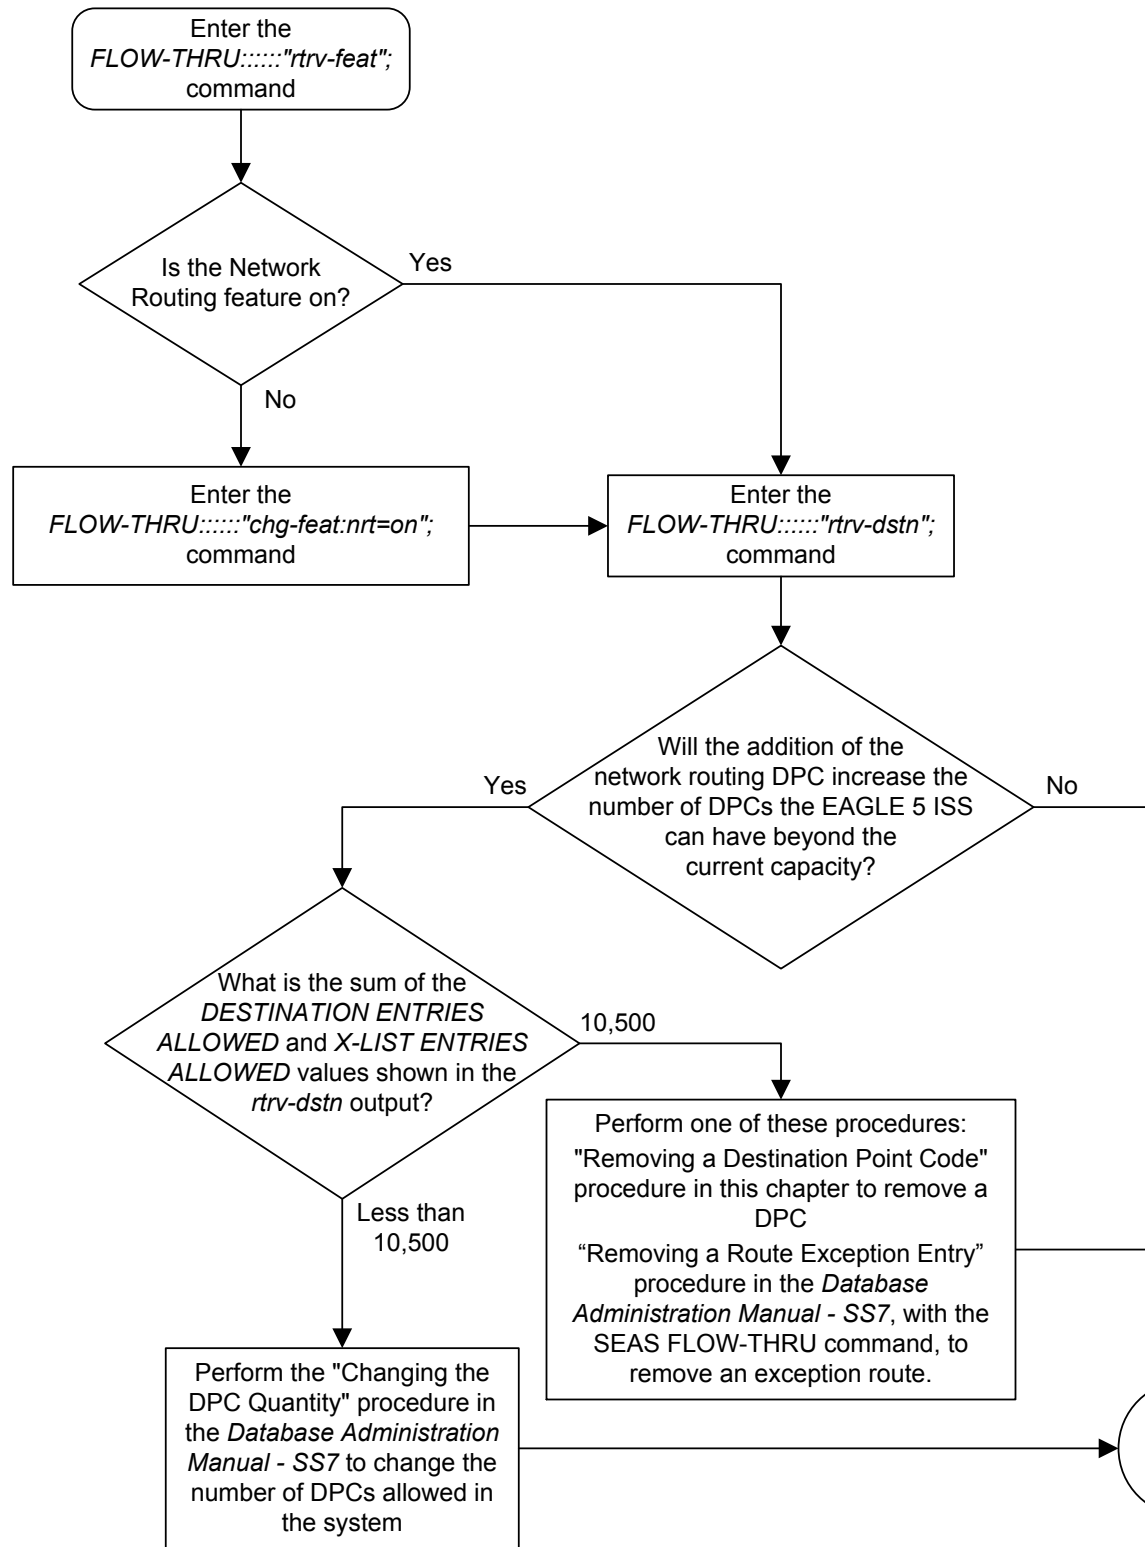 Enter the
FLOW-THRU::::::"rtrv-feat";
command
Is the Network
Routing feature on?
Yes
No
Enter the
FLOW-THRU::::::"chg-feat:nrt=on";
command
Enter the
FLOW-THRU::::::"rtrv-dstn";
command
Will the addition of the
network routing DPC increase the
number of DPCs the EAGLE 5 ISS
can have beyond the
current capacity?
Yes
No
What is the sum of the
DESTINATION ENTRIES
ALLOWED and X-LIST ENTRIES
ALLOWED values shown in the
rtrv-dstn output?
10,500
Less than
10,500
Perform one of these procedures:
"Removing a Destination Point Code"
procedure in this chapter to remove a
DPC
“Removing a Route Exception Entry”
procedure in the Database
Administration Manual - SS7, with the
SEAS FLOW-THRU command, to
remove an exception route.
Perform the "Changing the
DPC Quantity" procedure in
the Database Administration
Manual - SS7 to change the
number of DPCs allowed in
the system